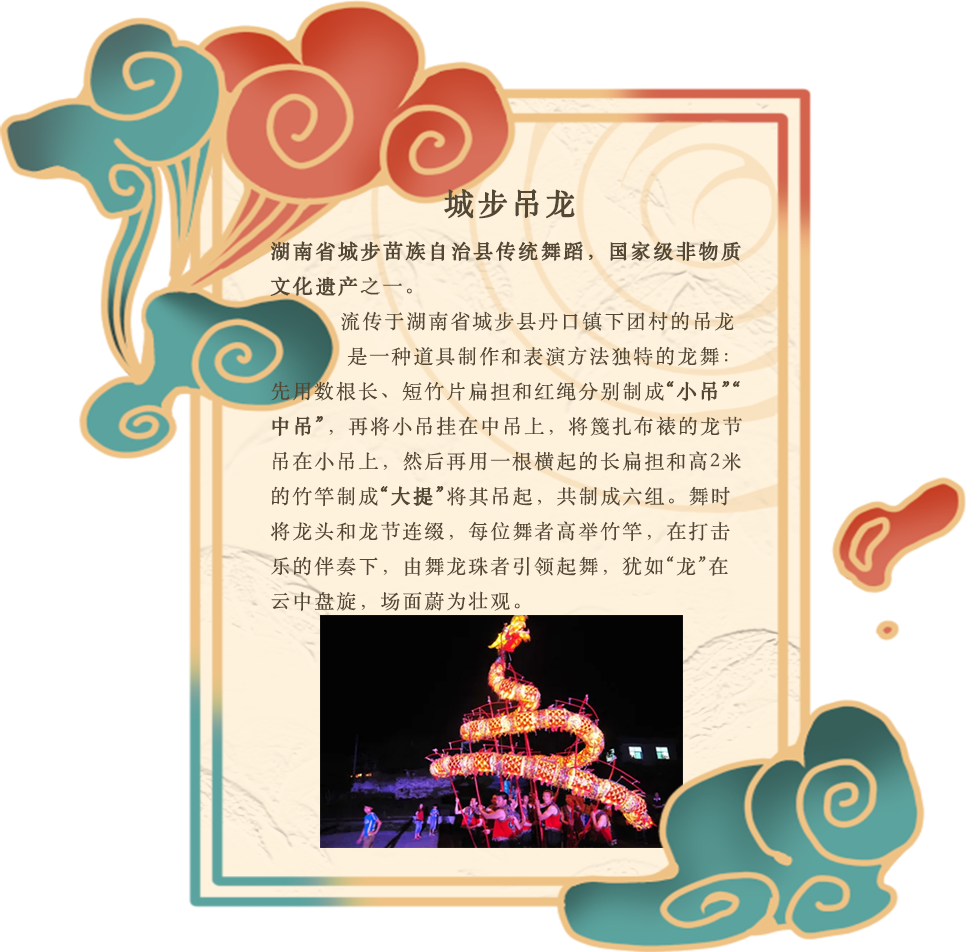 城步吊龙
湖南省城步苗族自治县传统舞蹈，国家级非物质
文化遗产之一。
流传于湖南省城步县丹口镇下团村的吊龙
是一种道具制作和表演方法独特的龙舞：
先用数根长、短竹片扁担和红绳分别制成“小吊”“
中吊”，再将小吊挂在中吊上，将篾扎布裱的龙节
吊在小吊上，然后再用一根横起的长扁担和高2米
的竹竿制成“大提”将其吊起，共制成六组。舞时
将龙头和龙节连缀，每位舞者高举竹竿，在打击
乐的伴奏下，由舞龙珠者引领起舞，犹如“龙”在
云中盘旋，场面蔚为壮观。